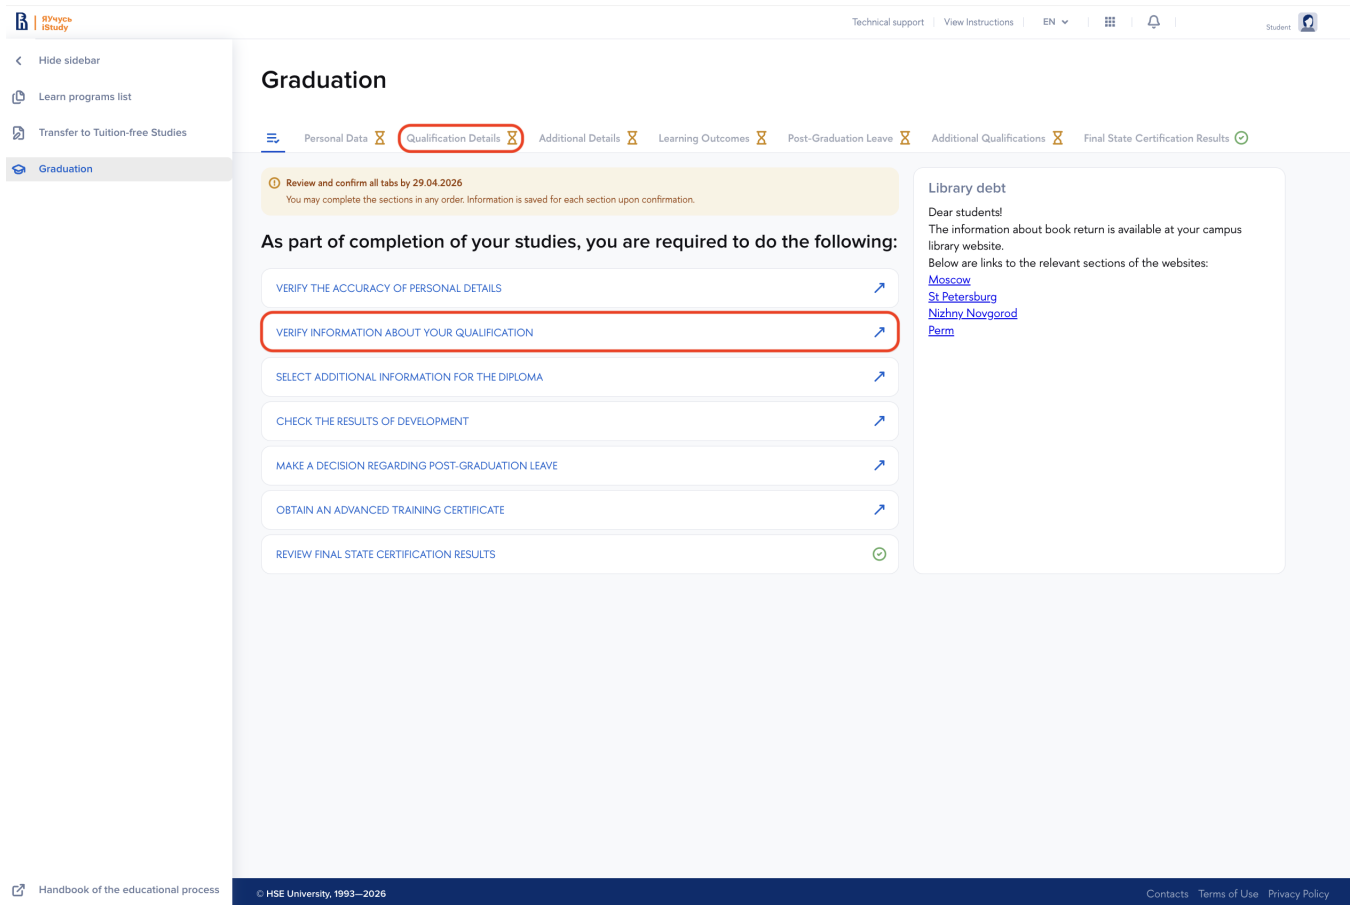 ЯУчусь
iStudy
Technical support
View Instructions
EN
Student
Hide sidebar
Learn programs list
Transfer to Tuition-free Studies
Graduation
Graduation
Personal Data
Qualification Details
Additional Details
Learning Outcomes
Post-Graduation Leave
Additional Qualifications
Final State Certification Results
Review and confirm all tabs by 29.04.2026
You may complete the sections in any order. Information is saved for each section upon confirmation.
As part of completion of your studies, you are required to do the following:
VERIFY THE ACCURACY OF PERSONAL DETAILS
VERIFY INFORMATION ABOUT YOUR QUALIFICATION
SELECT ADDITIONAL INFORMATION FOR THE DIPLOMA
CHECK THE RESULTS OF DEVELOPMENT
MAKE A DECISION REGARDING POST-GRADUATION LEAVE
OBTAIN AN ADVANCED TRAINING CERTIFICATE
REVIEW FINAL STATE CERTIFICATION RESULTS
Library debt
Dear students!
The information about book return is available at your campus
library website.
Below are links to the relevant sections of the websites:
Moscow
St Petersburg
Nizhny Novgorod
Perm
Handbook of the educational process
© HSE University, 1993—2026
Contacts
Terms of Use
Privacy Policy